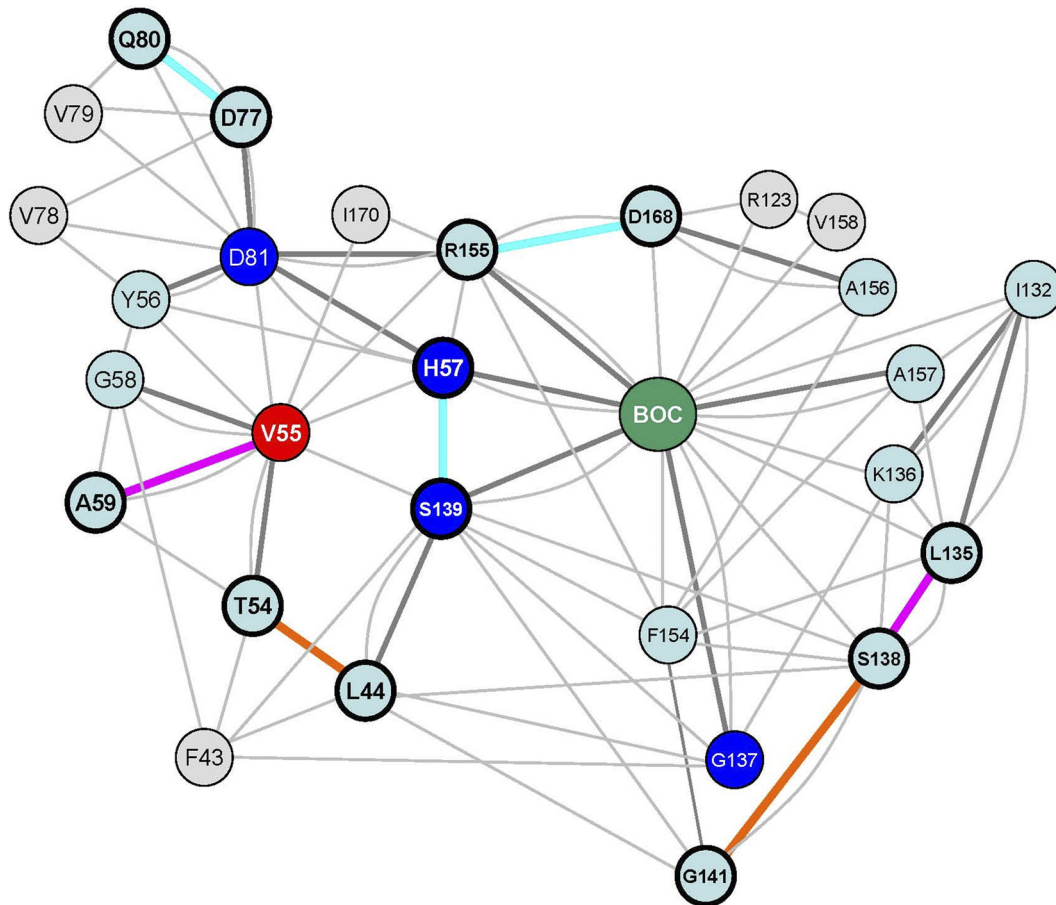 Q80
V79
D77
V78
I170
R155
D168
R123
V158
D81
Y56
A156
I132
G58
H57
BOC
A157
V55
K136
A59
S139
L135
T54
F154
S138
L44
F43
G137
G141